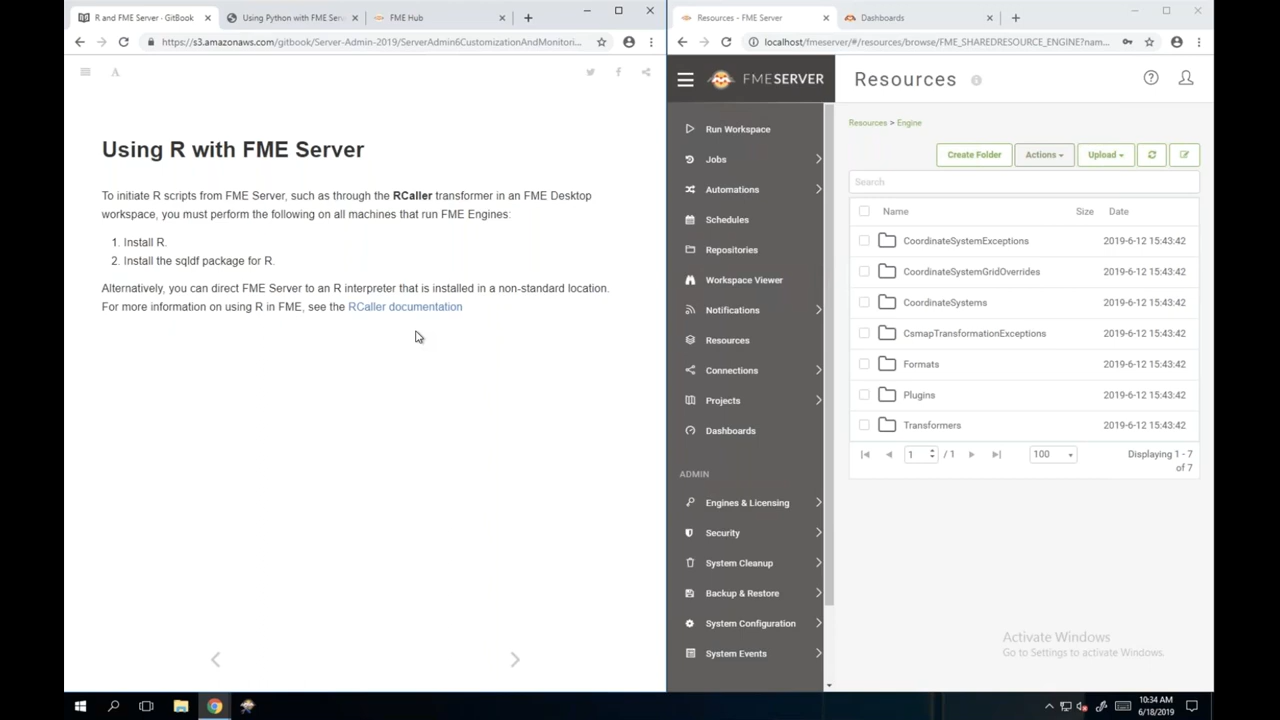 R and FME Server · GitBook
Using Python with FME Serv
FME Hub
https://s3.amazonaws.com/gitbook/Server-Admin-2019/ServerAdmin6CustomizationAndMonitori...
Using R with FME Server
To initiate R scripts from FME Server, such as through the RCaller transformer in an FME Desktop
workspace, you must perform the following on all machines that run FME Engines:
1. Install R.
2. Install the sqldf package for R.
Alternatively, you can direct FME Server to an R interpreter that is installed in a non-standard location.
For more information on using R in FME, see the RCaller documentation
Resources - FME Server
Dashboards
localhost/fmeserver/#/resources/browse/FME_SHAREDRESOURCE_ENGINE?nam...
FMESERVER
Run Workspace
Jobs
Automations
Schedules
Repositories
Workspace Viewer
Notifications
Resources
Connections
Projects
Dashboards
ADMIN
Engines & Licensing
Security
System Cleanup
Backup & Restore
System Configuration
System Events
Resources
Resources > Engine
Create Folder Actions Upload
Search
Name Size Date
CoordinateSystemExceptions 2019-6-12 15:43:42
CoordinateSystemGridOverrides 2019-6-12 15:43:42
CoordinateSystems 2019-6-12 15:43:42
CsmapTransformationExceptions 2019-6-12 15:43:42
Formats 2019-6-12 15:43:42
Plugins 2019-6-12 15:43:42
Transformers 2019-6-12 15:43:42
1 / 1 100 Displaying 1 - 7
of 7
Activate Windows
Go to Settings to activate Windows.
10:34 AM
6/18/2019